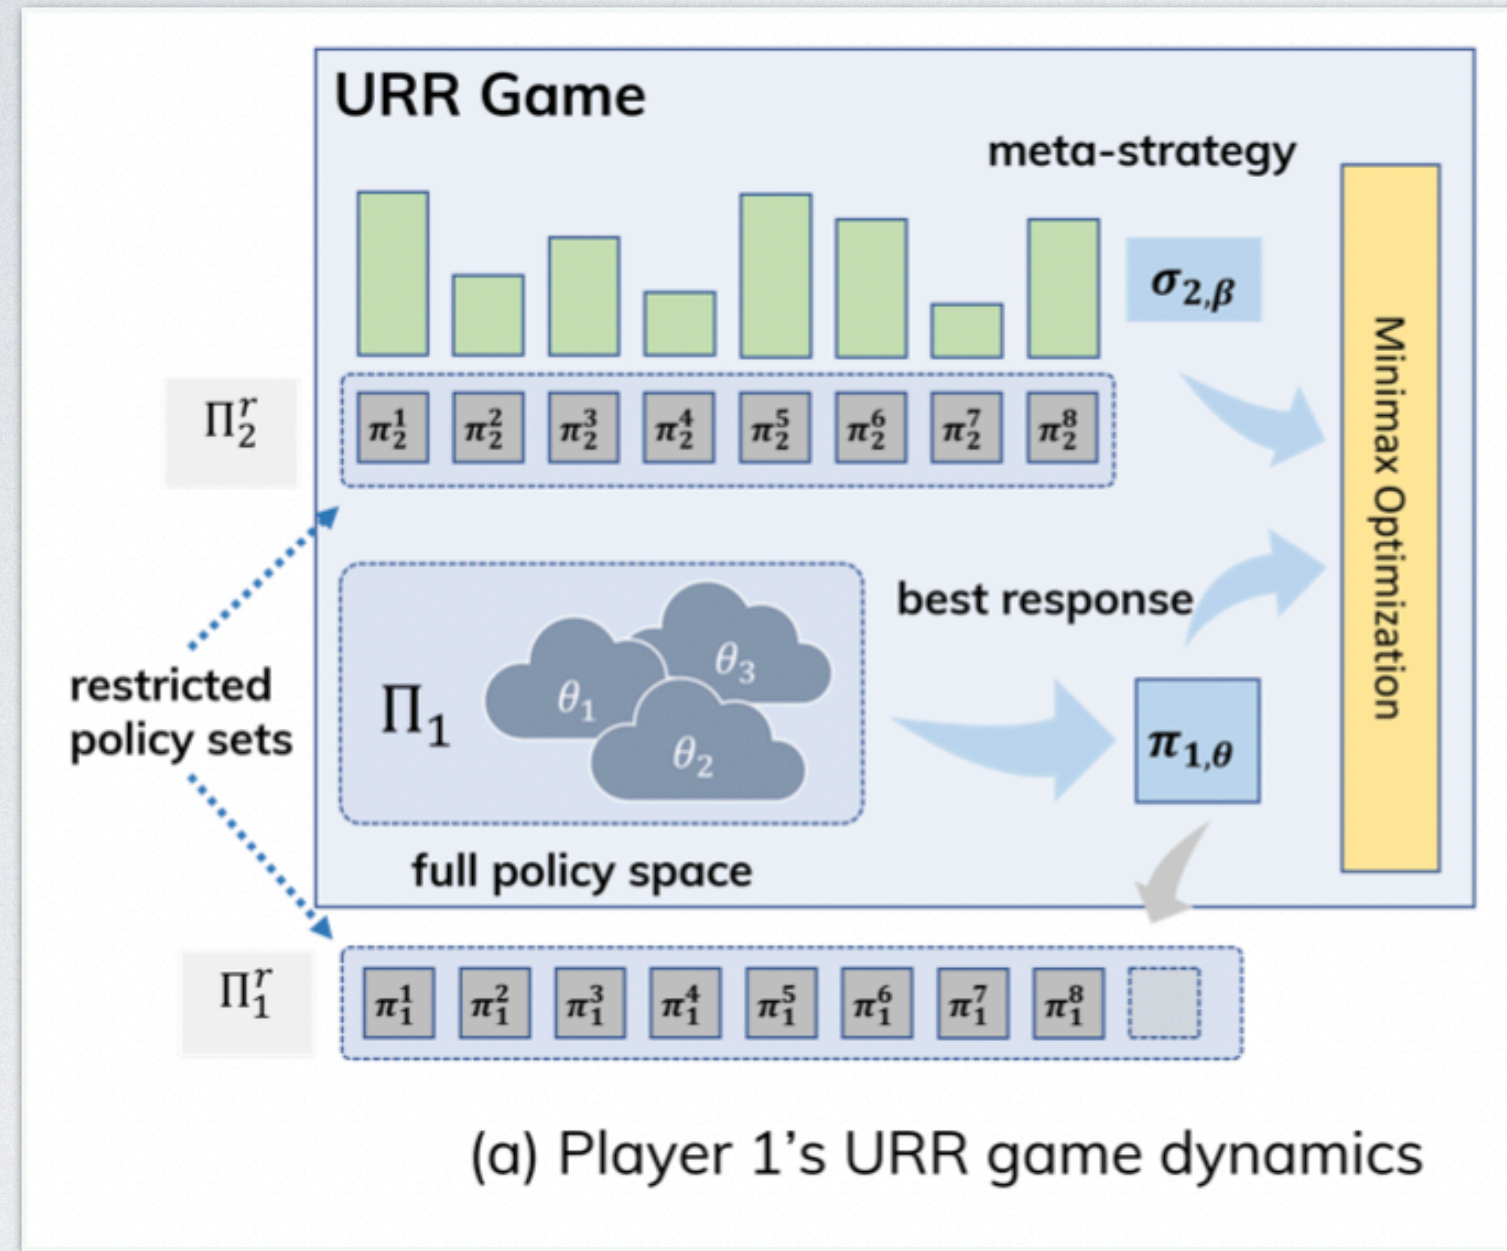 URR Game
meta-strategy
σ₂,β
Π₂ʳ
π₂¹ π₂² π₂³ π₂⁴ π₂⁵ π₂⁶ π₂⁷ π₂⁸
Minimax Optimization
best response
restricted
policy sets
Π₁
θ₁
θ₃
θ₂
π₁,θ
full policy space
Π₁ʳ
π₁¹ π₁² π₁³ π₁⁴ π₁⁵ π₁⁶ π₁⁷ π₁⁸
(a) Player 1’s URR game dynamics